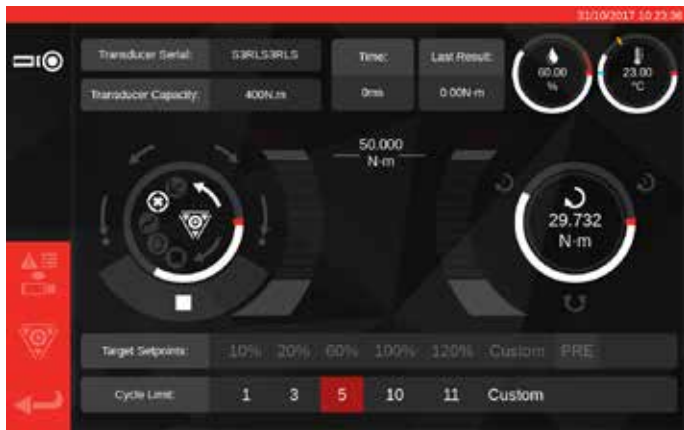 31/10/2017 10:23:36
Transducer Serial: S3RLS3RLS Time: Last Result:
Transducer Capacity: 400N.m 0ms 0.00N·m
60.00
%
23.00
°C
50.000
N·m
29.732
N·m
Target Setpoints: 10% 20% 60% 100% 120% Custom PRE
Cycle Limit: 1 3 5 10 11 Custom